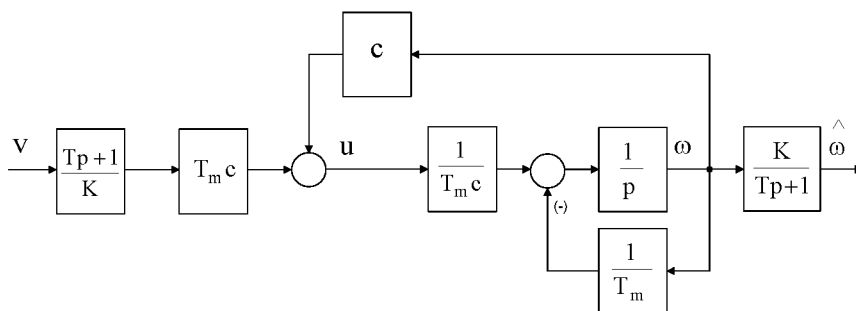 c
v
Tp + 1
K
T_m c
u
1
T_m c
(-)
1
p
ω
K
Tp+1
^
ω
1
T_m